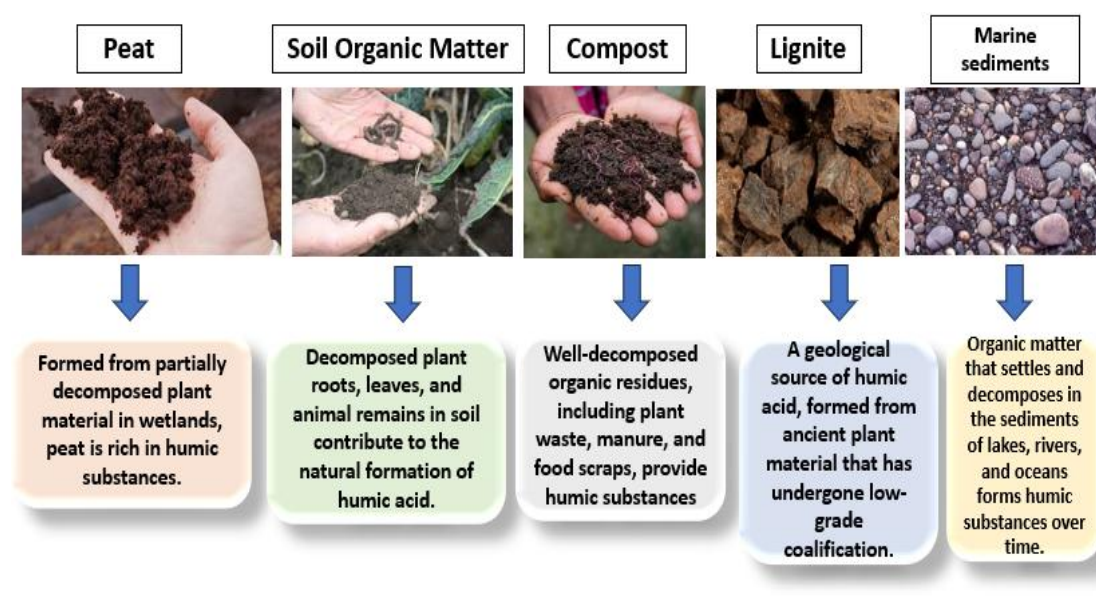 Peat
Soil Organic Matter
Compost
Lignite
Marine
sediments
Formed from partially
decomposed plant
material in wetlands,
peat is rich in humic
substances.
Decomposed plant
roots, leaves, and
animal remains in soil
contribute to the
natural formation of
humic acid.
Well-decomposed
organic residues,
including plant
waste, manure, and
food scraps, provide
humic substances
A geological
source of humic
acid, formed from
ancient plant
material that has
undergone low-
grade
coalification.
Organic matter
that settles and
decomposes in
the sediments
of lakes, rivers,
and oceans
forms humic
substances over
time.